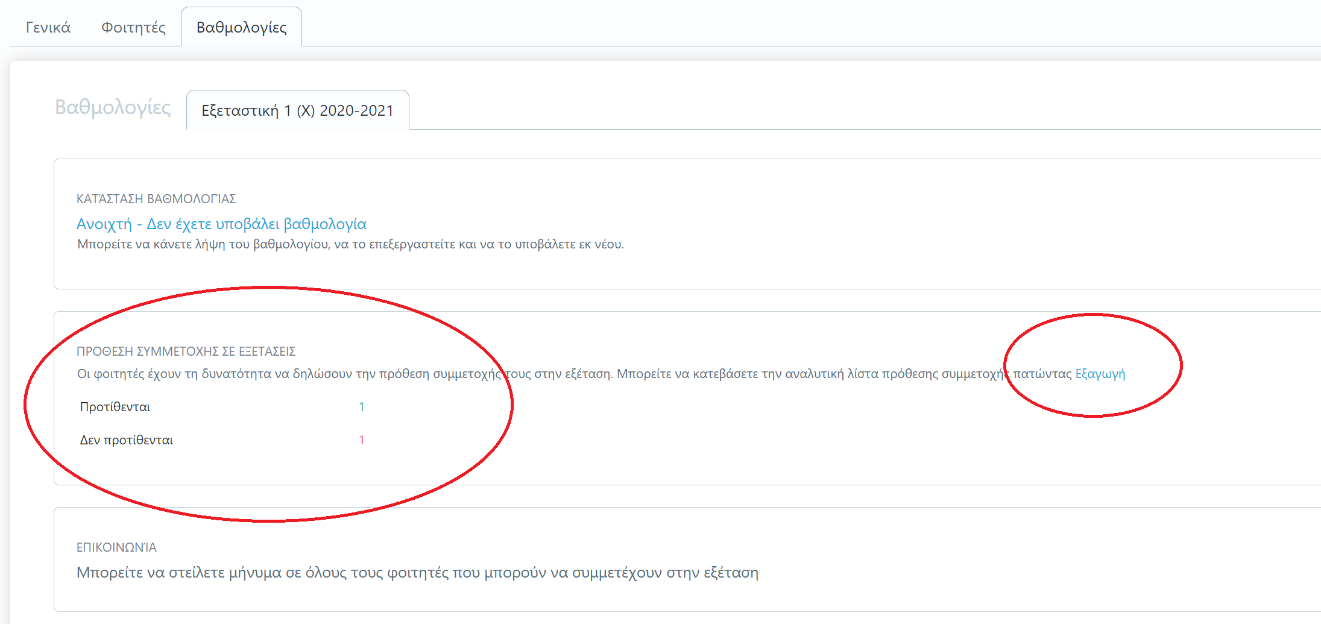 Γενικά Φοιτητές Βαθμολογίες
Βαθμολογίες Εξεταστική 1 (Χ) 2020-2021
ΚΑΤΆΣΤΑΣΗ ΒΑΘΜΟΛΟΓΊΑΣ
Ανοιχτή - Δεν έχετε υποβάλει βαθμολογία
Μπορείτε να κάνετε λήψη του βαθμολογίου, να το επεξεργαστείτε και να το υποβάλετε εκ νέου.
ΠΡΟΘΕΣΗ ΣΥΜΜΕΤΟΧΗΣ ΣΕ ΕΞΕΤΑΣΕΙΣ
Οι φοιτητές έχουν τη δυνατότητα να δηλώσουν την πρόθεση συμμετοχής τους στην εξέταση. Μπορείτε να κατεβάσετε την αναλυτική λίστα πρόθεσης συμμετοχής πατώντας Εξαγωγή
Προτίθενται 1
Δεν προτίθενται 1
ΕΠΙΚΟΙΝΩΝΊΑ
Μπορείτε να στείλετε μήνυμα σε όλους τους φοιτητές που μπορούν να συμμετέχουν στην εξέταση